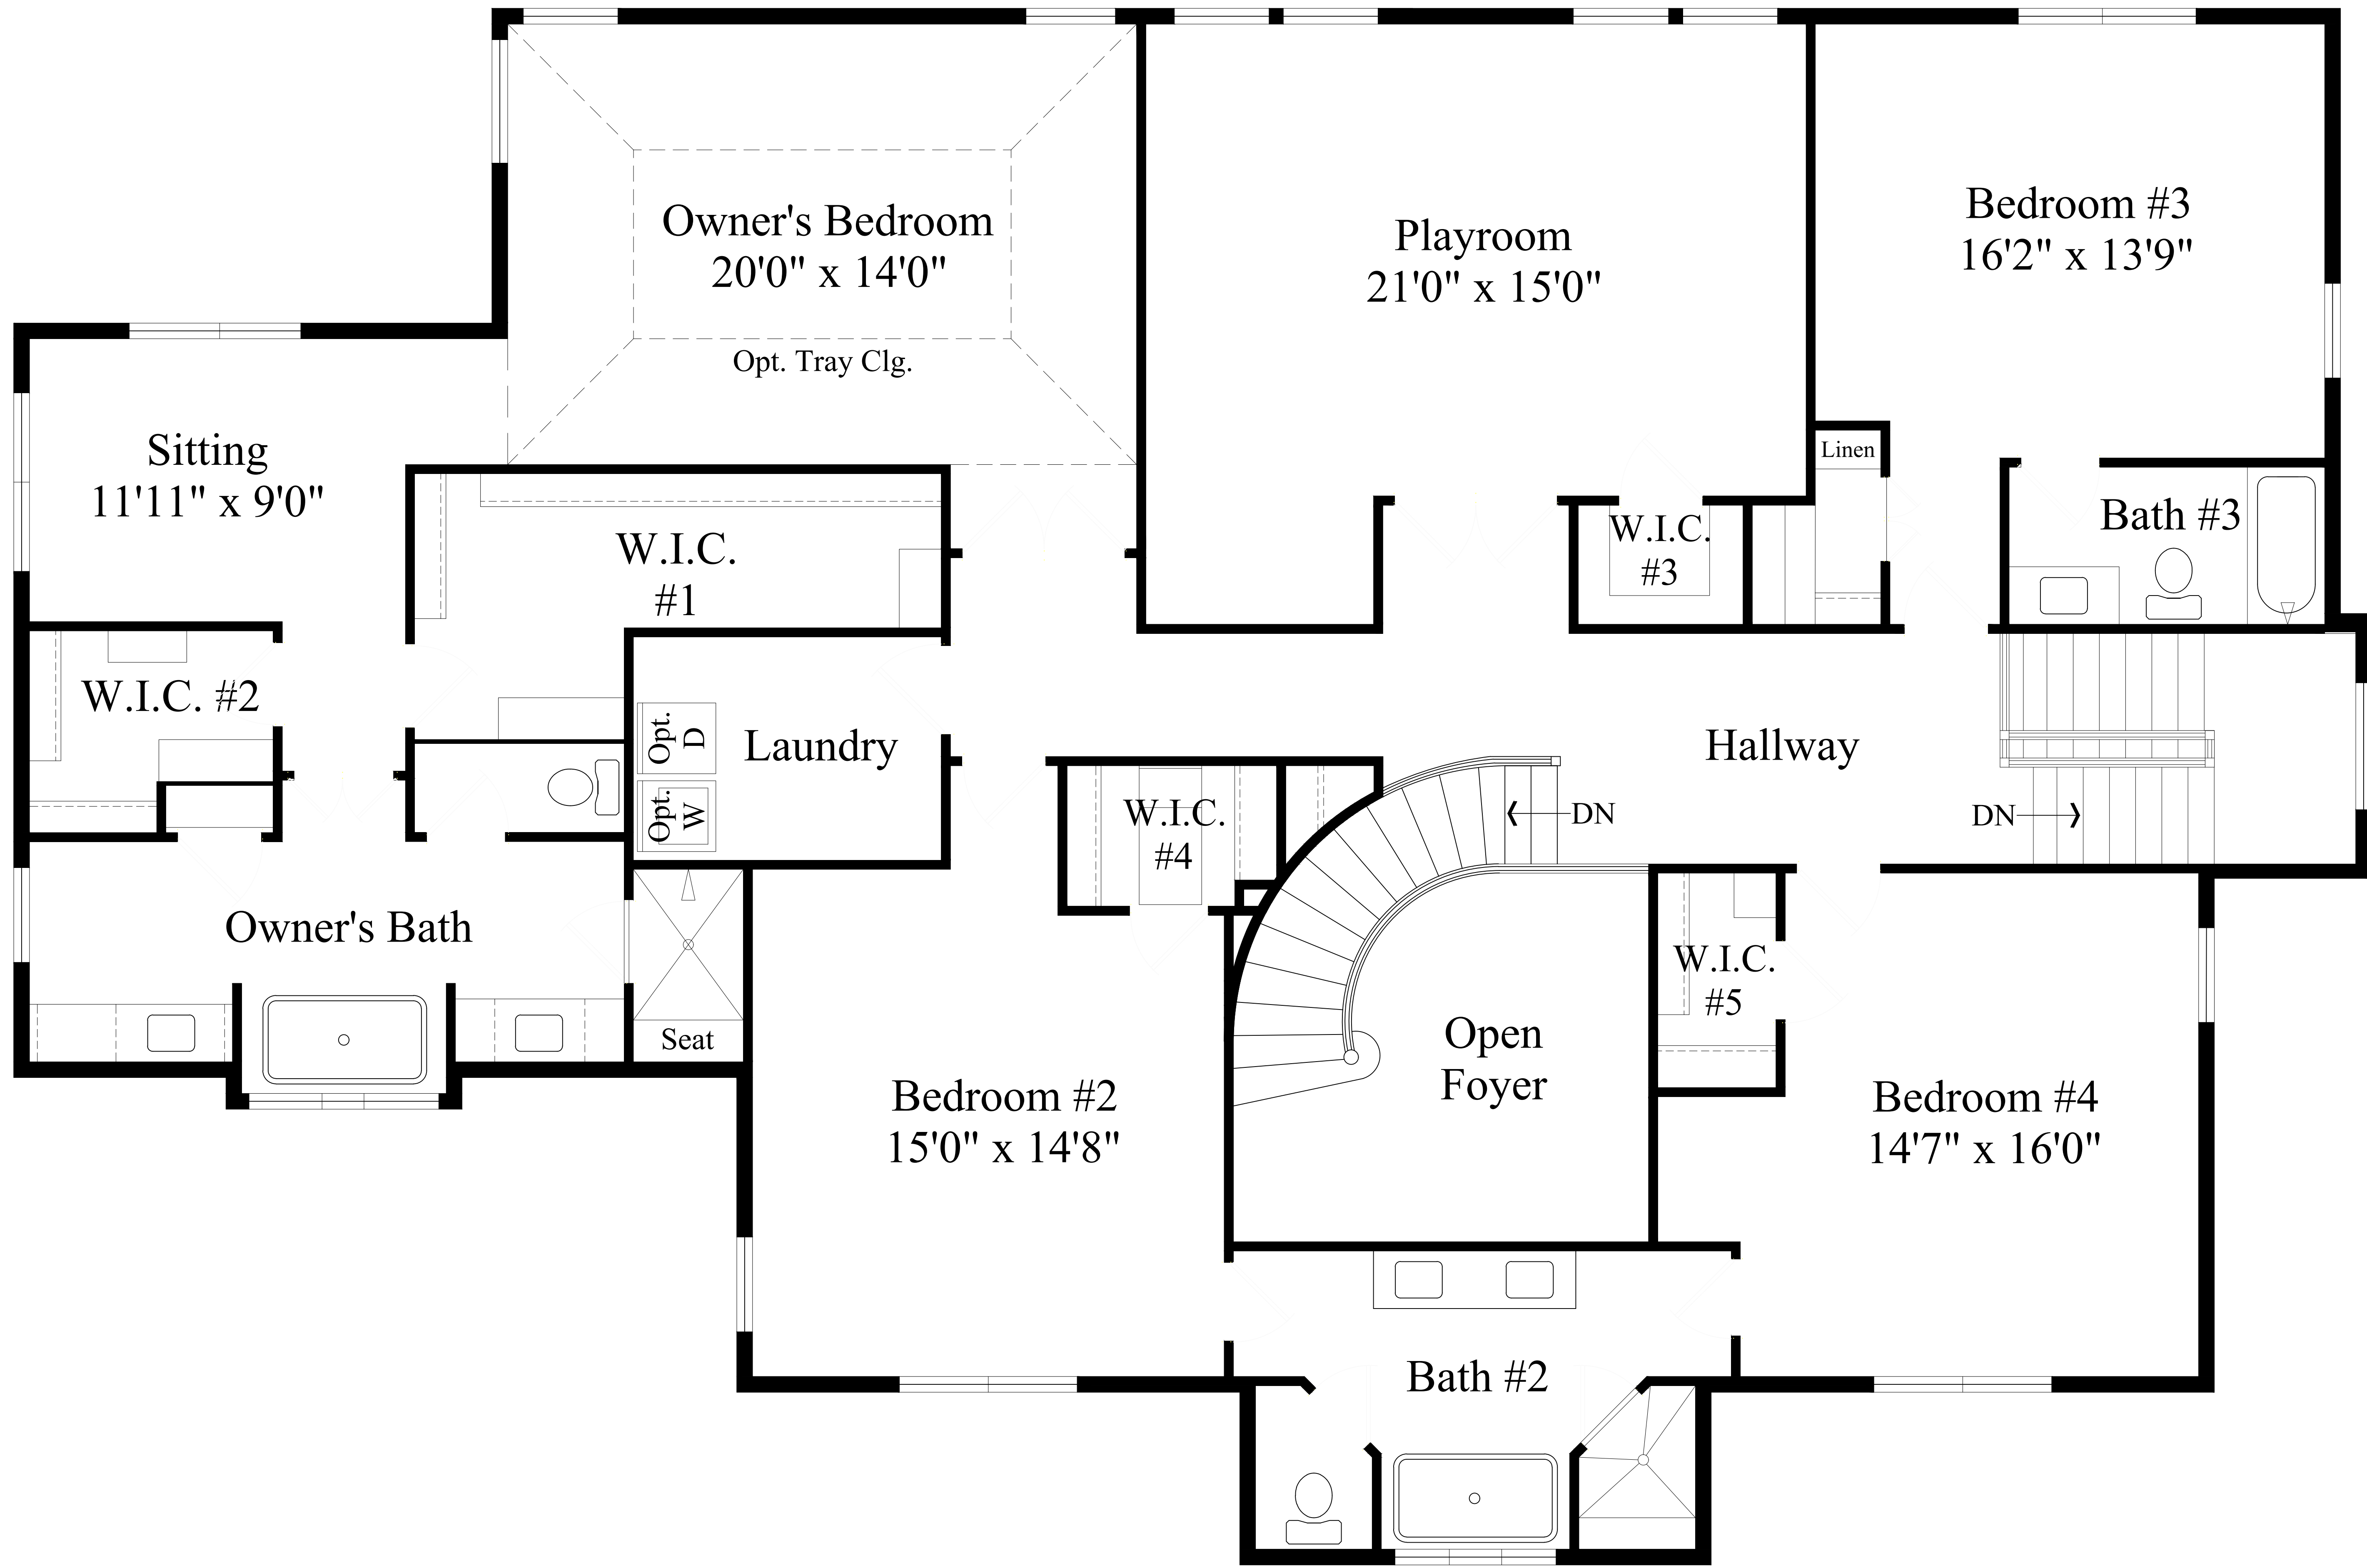 Owner's Bedroom
20'0" x 14'0"
Opt. Tray Clg.
Playroom
21'0" x 15'0"
Bedroom #3
16'2" x 13'9"
Sitting
11'11" x 9'0"
W.I.C.
#1
W.I.C.
#3
Linen
Bath #3
W.I.C. #2
Opt.
D
Opt.
W
Laundry
Hallway
W.I.C.
#4
DN
DN
Owner's Bath
Seat
W.I.C.
#5
Open
Foyer
Bedroom #2
15'0" x 14'8"
Bedroom #4
14'7" x 16'0"
Bath #2